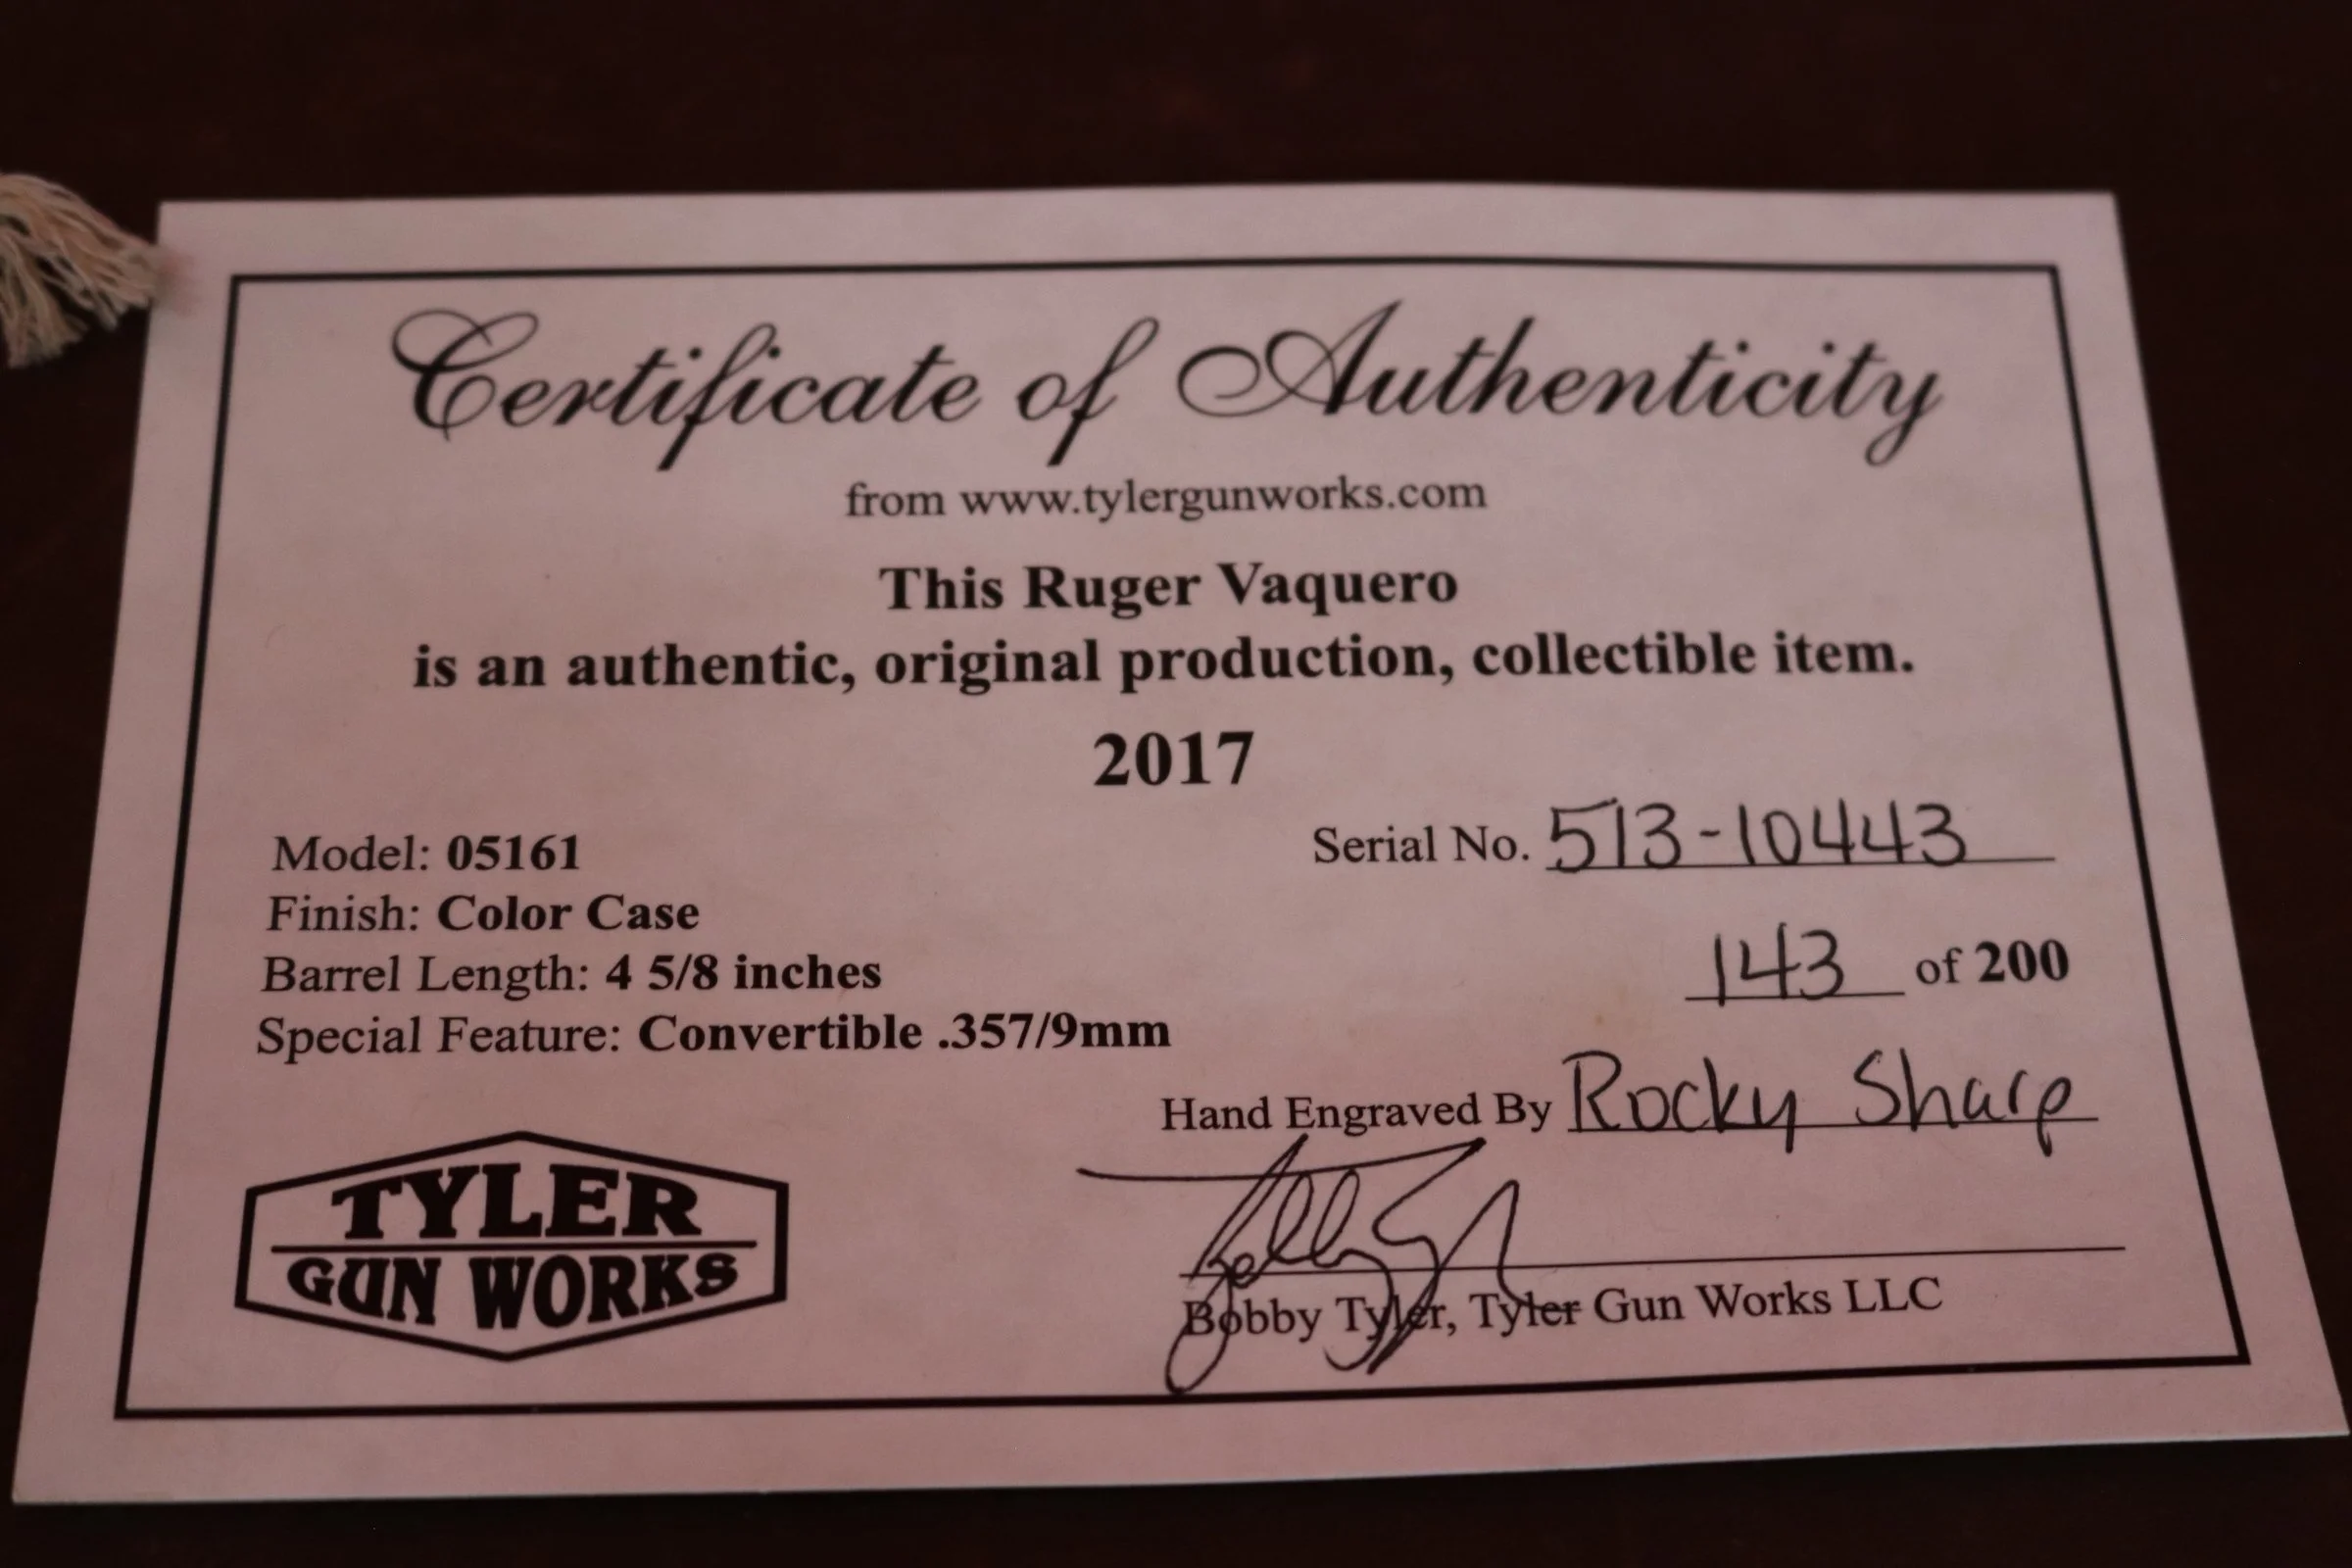 Certificate of Authenticity
from www.tylergunworks.com
This Ruger Vaquero
is an authentic, original production, collectible item.
2017
Model: 05161
Serial No. 513-10443
Finish: Color Case
Barrel Length: 4 5/8 inches
143 of 200
Special Feature: Convertible .357/9mm
Hand Engraved By Rocky Sharp
TYLER
GUN WORKS
Bobby Tyler, Tyler Gun Works LLC